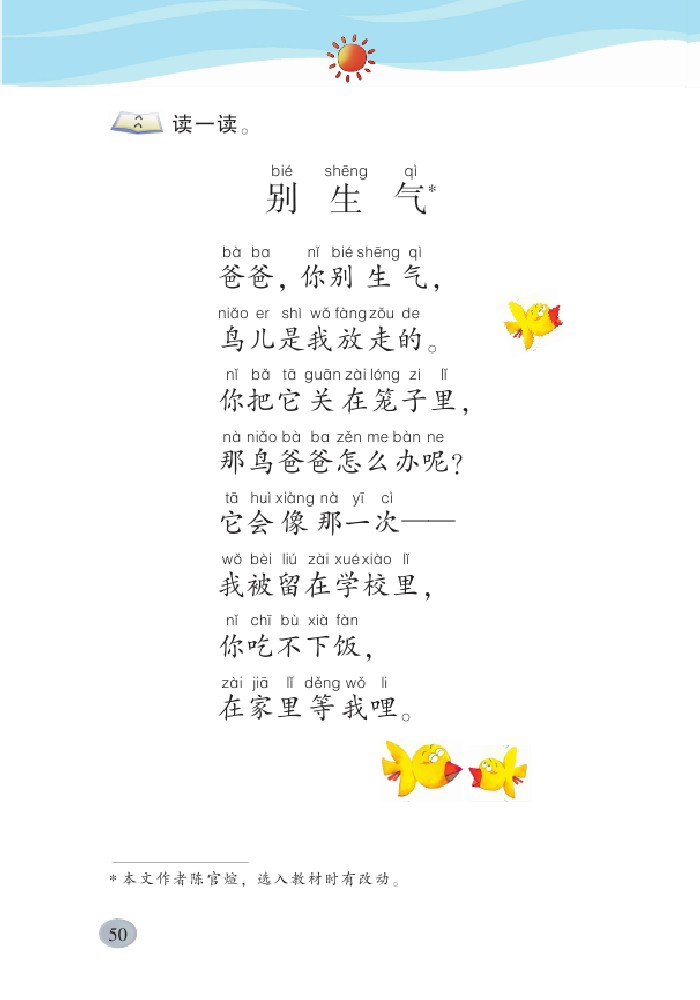 读一读。
bié shēng qì
别生气*
bà ba nǐ bié shēng qì
爸爸，你别生气，
niǎo er shì wǒ fàng zǒu de
鸟儿是我放走的。
nǐ bǎ tā guān zài lóng zi lǐ
你把它关在笼子里，
nà niǎo bà ba zěn me bàn ne
那鸟爸爸怎么办呢？
tā huì xiàng nà yī cì
它会像那一次——
wǒ bèi liú zài xué xiào lǐ
我被留在学校里，
nǐ chī bù xià fàn
你吃不下饭，
zài jiā lǐ děng wǒ li
在家里等我哩。
* 本文作者陈官煊，选入教材时有改动。
50